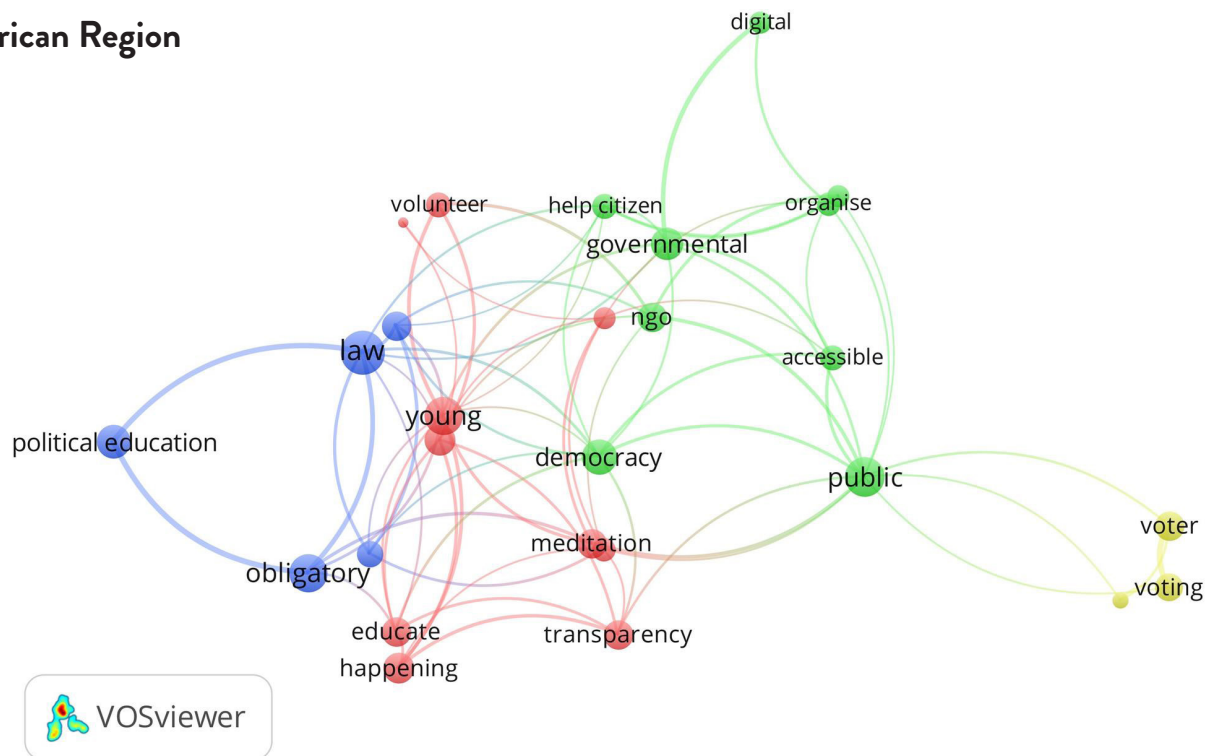 rican Region
digital
volunteer
help citizen
organise
governmental
ngo
law
accessible
young
political education
democracy
public
voter
meditation
obligatory
voting
educate
transparency
happening
VOSviewer